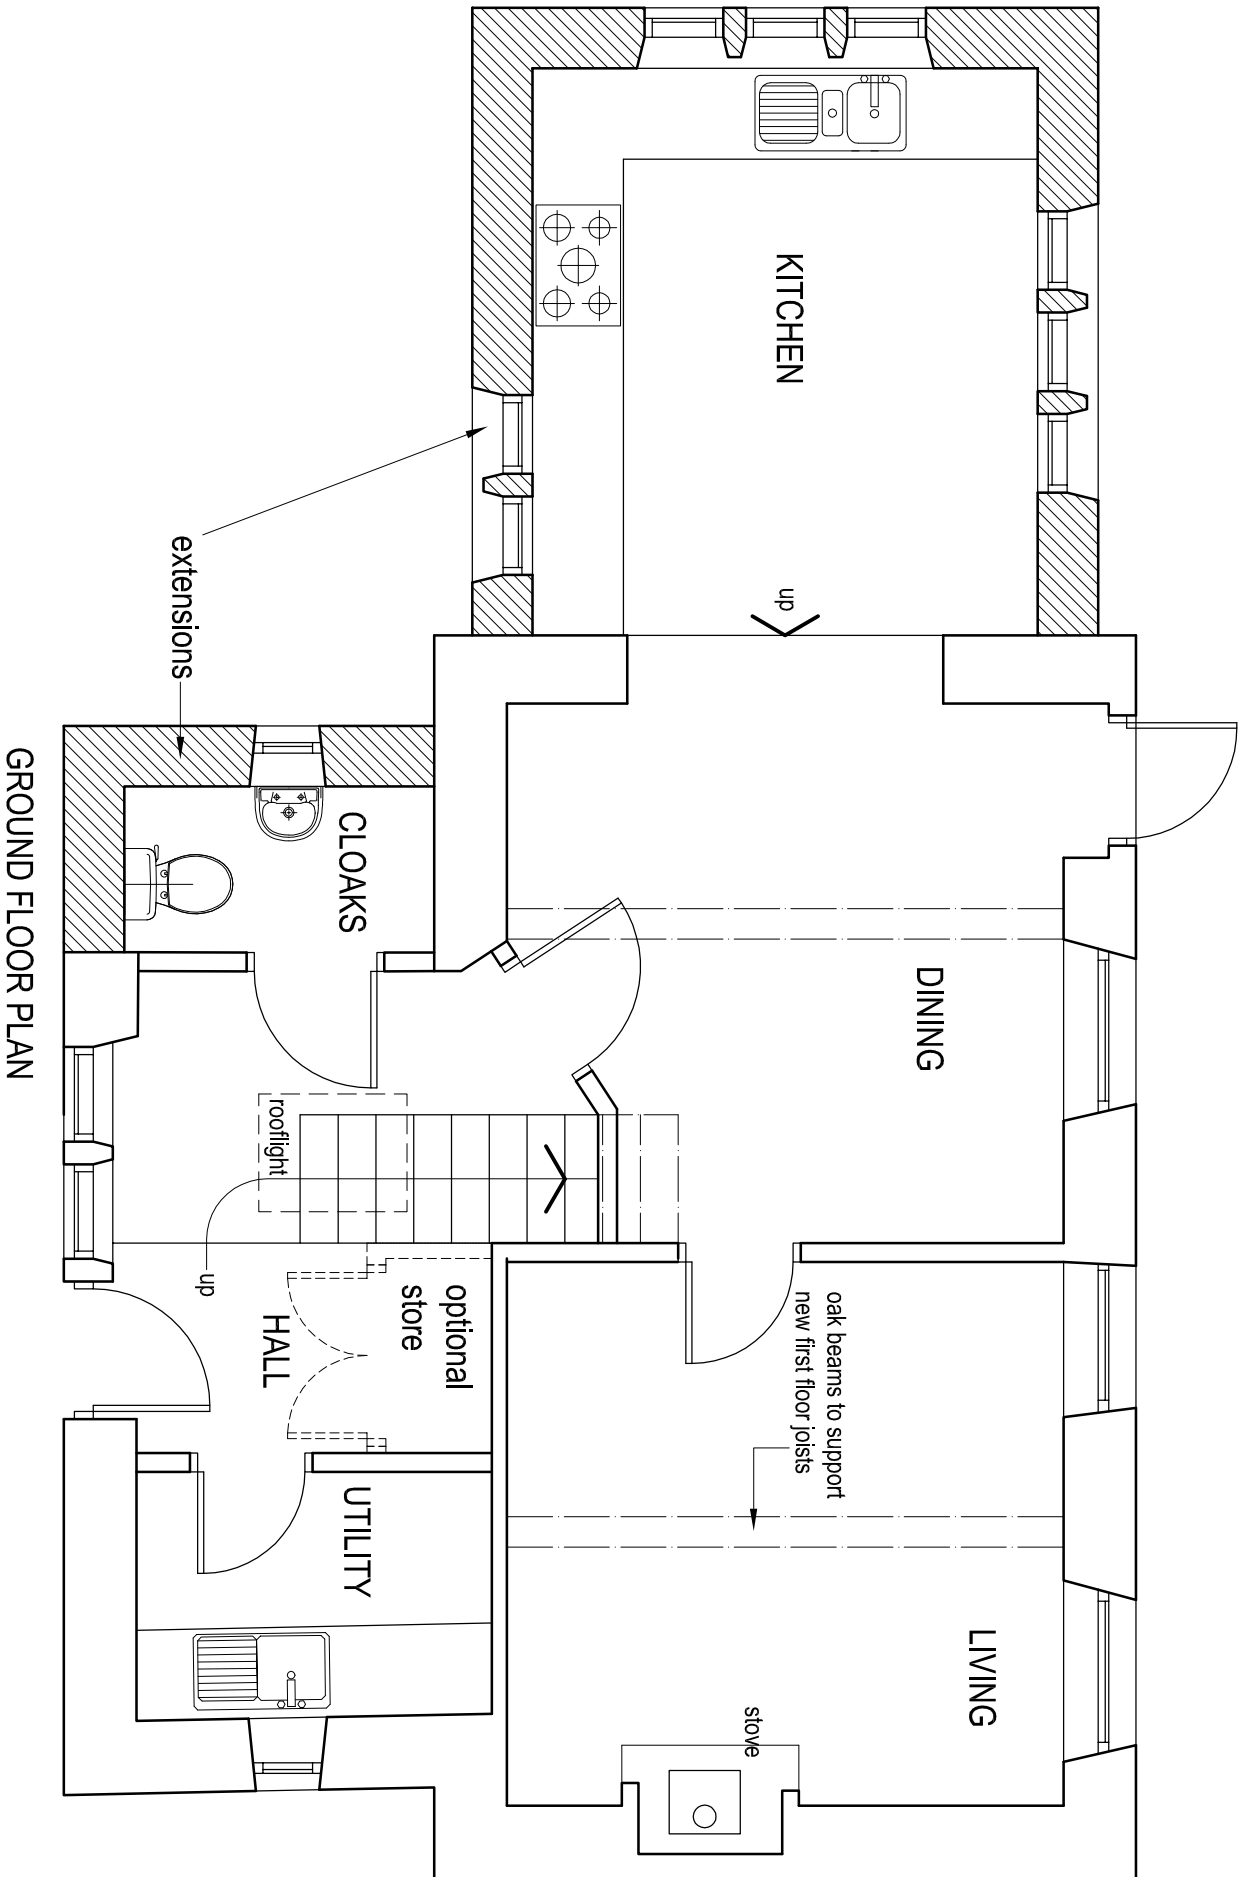 KITCHEN
up
extensions
DINING
CLOAKS
rooflight
up
optional
store
HALL
oak beams to support
new first floor joists
UTILITY
LIVING
stove
GROUND FLOOR PLAN